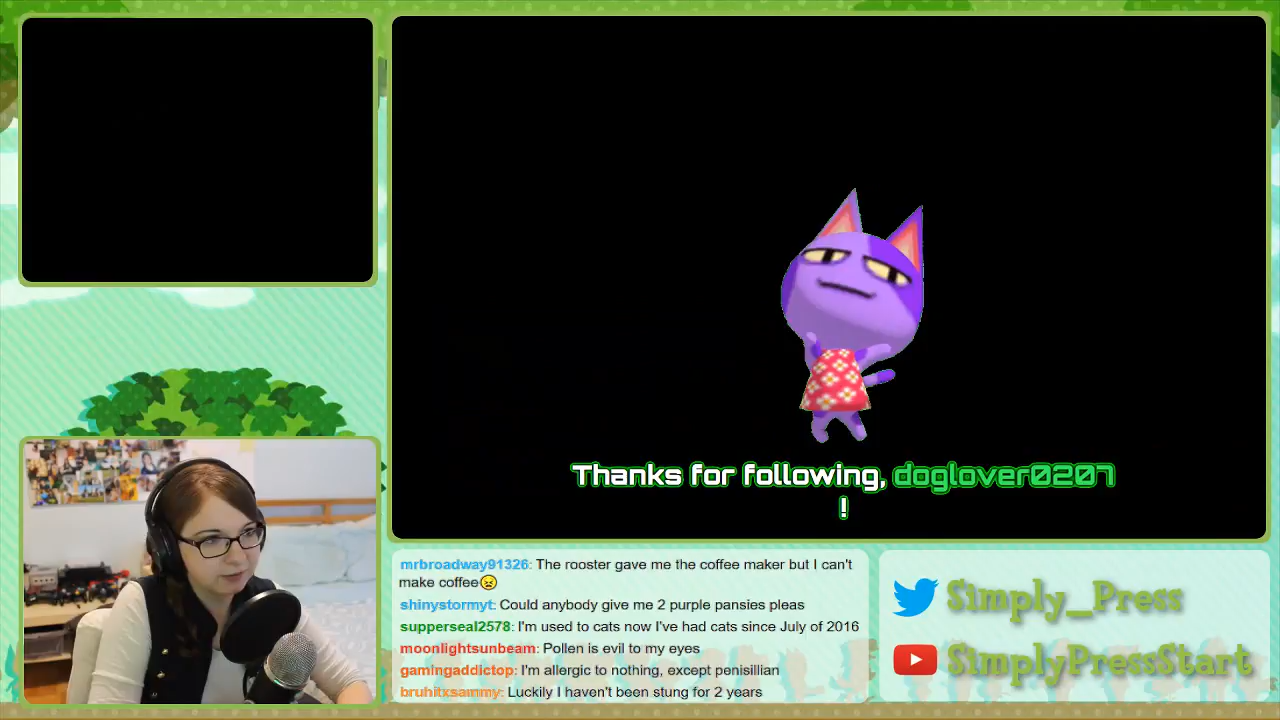 Thanks for following, doglover0207
!
mrbroadway91326: The rooster gave me the coffee maker but I can't
make coffee😣
shinystormyt: Could anybody give me 2 purple pansies pleas
supperseal2578: I'm used to cats now I've had cats since July of 2016
moonlightsunbeam: Pollen is evil to my eyes
gamingaddictop: I'm allergic to nothing, except penisillian
bruhitxsammy: Luckily I haven't been stung for 2 years
Simply_Press
SimplyPressStart